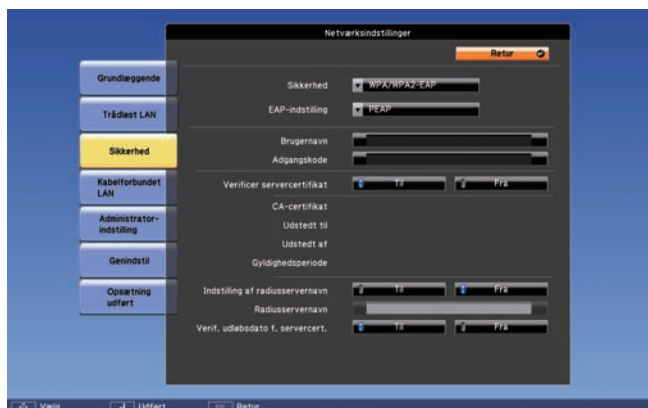 Netværksindstillinger
Retur
Grundlæggende
Trådløst LAN
Sikkerhed
Kabelforbundet
LAN
Administrator-
indstilling
Genindstil
Opsætning
udført
Sikkerhed WPA/WPA2-EAP
EAP-indstilling PEAP
Brugernavn
Adgangskode
Verificer servercertifikat Til Fra
CA-certifikat
Udstedt til
Udstedt af
Gyldighedsperiode
Indstilling af radiusservernavn Til Fra
Radiusservernavn
Verif. udløbsdato f. servercert. Til Fra
Vælg Udført Retur